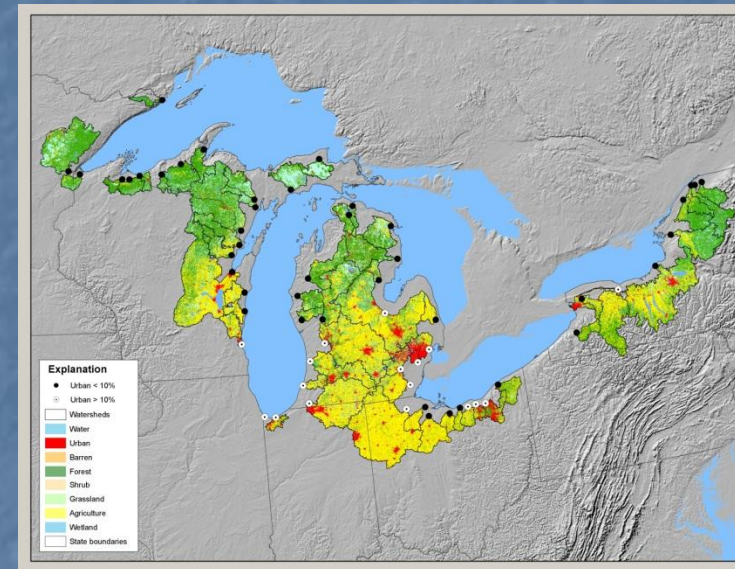 Explanation
Urban < 10%
Urban > 10%
Watersheds
Water
Urban
Barren
Forest
Shrub
Grassland
Agriculture
Wetland
State boundaries